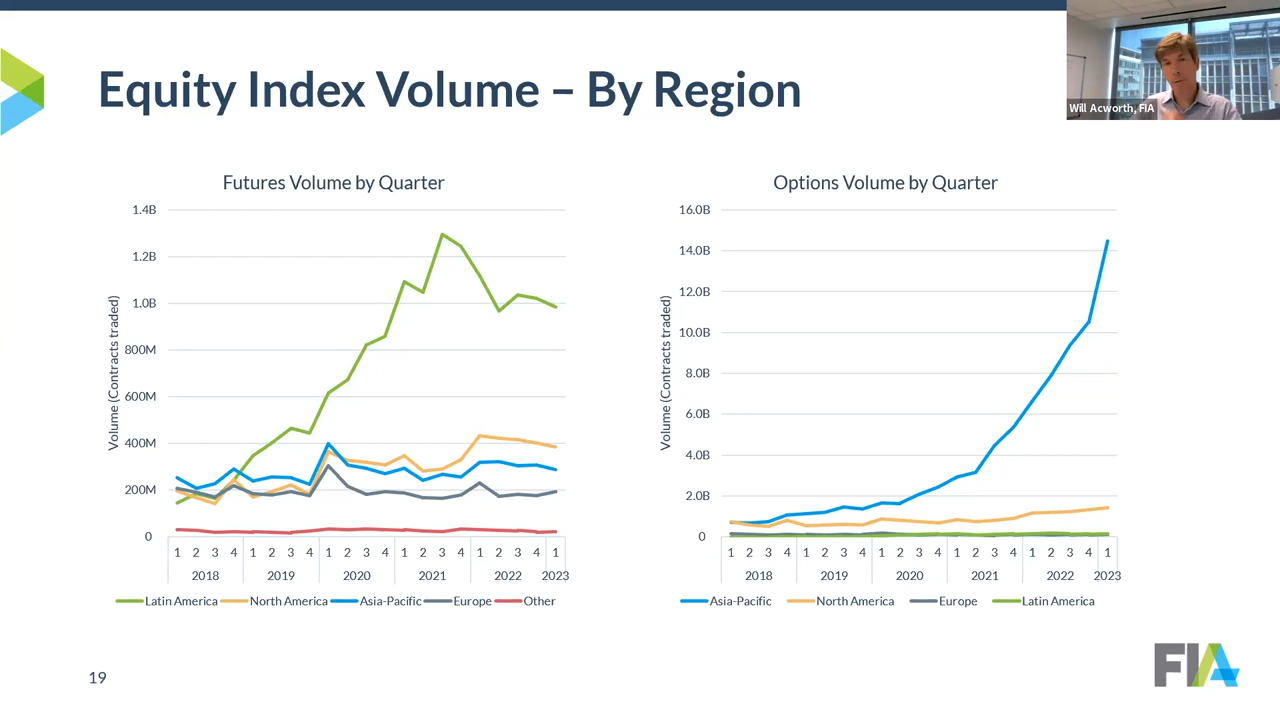 Equity Index Volume – By Region
Will Acworth, FIA
Futures Volume by Quarter
1.4B
1.2B
1.0B
800M
600M
400M
200M
0
Volume (Contracts traded)
1 2 3 4 1 2 3 4 1 2 3 4 1 2 3 4 1 2 3 4 1
2018 2019 2020 2021 2022 2023
Latin America North America Asia-Pacific Europe Other
Options Volume by Quarter
16.0B
14.0B
12.0B
10.0B
8.0B
6.0B
4.0B
2.0B
0
Volume (Contracts traded)
1 2 3 4 1 2 3 4 1 2 3 4 1 2 3 4 1 2 3 4 1
2018 2019 2020 2021 2022 2023
Asia-Pacific North America Europe Latin America
19
FIA